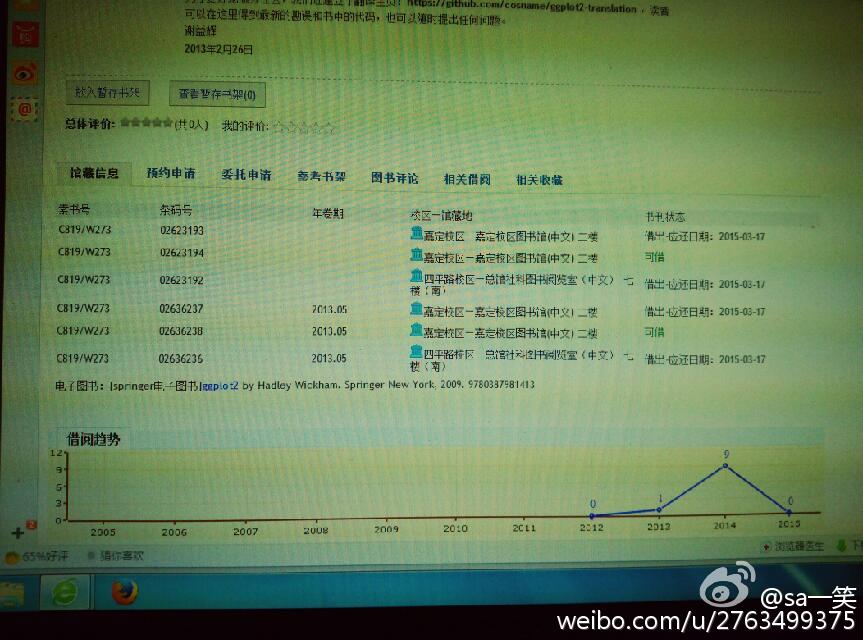 https://github.com/cosname/ggplot2-translation ，读者
可以在这里得到最新的勘误和书中的代码，也可以随时提出任何问题。
谢益辉
2013年2月26日
放入暂存书架 查看暂存书架(0)
总体评价: (共0人) 我的评价:
馆藏信息 预约申请 委托申请 参考书架 图书评论 相关借阅 相关收藏
索书号 条码号 年卷期 校区—馆藏地 书刊状态
C819/W273 02623193 嘉定校区—嘉定校区图书馆(中文) 二楼 借出-应还日期：2015-03-17
C819/W273 02623194 嘉定校区—嘉定校区图书馆(中文) 二楼 可借
C819/W273 02623192 四平路校区—总馆社科图书阅览室（中文） 七
楼（南） 借出-应还日期：2015-03-17
C819/W273 02636237 2013.05 嘉定校区—嘉定校区图书馆(中文) 二楼 借出-应还日期：2015-03-17
C819/W273 02636238 2013.05 嘉定校区—嘉定校区图书馆(中文) 二楼 可借
C819/W273 02636236 2013.05 四平路校区—总馆社科图书阅览室（中文） 七
楼（南） 借出-应还日期：2015-03-17
电子图书：[springer电子图书]ggplot2 by Hadley Wickham. Springer New York, 2009. 9780387981413
借阅趋势
12
9
6
3
0
0 1 9 0
2005 2006 2007 2008 2009 2010 2011 2012 2013 2014 2015
65%好评 猜你喜欢 浏览器医生 下
@sa一笑
weibo.com/u/2763499375